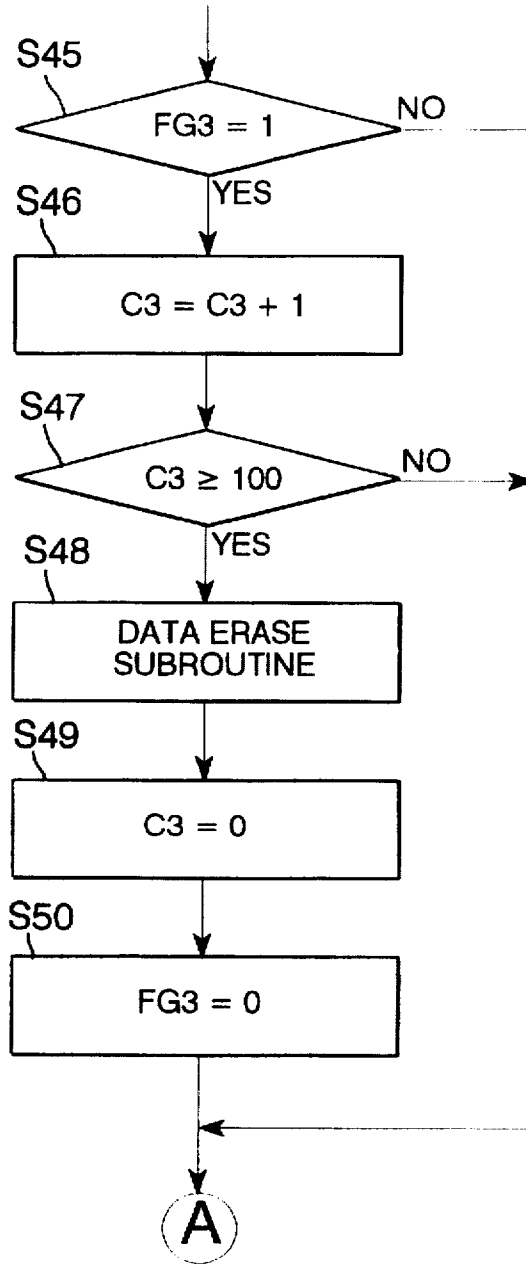 S45
FG3 = 1
NO
YES
S46
C3 = C3 + 1
S47
C3 ≥ 100
NO
YES
S48
DATA ERASE
SUBROUTINE
S49
C3 = 0
S50
FG3 = 0
A